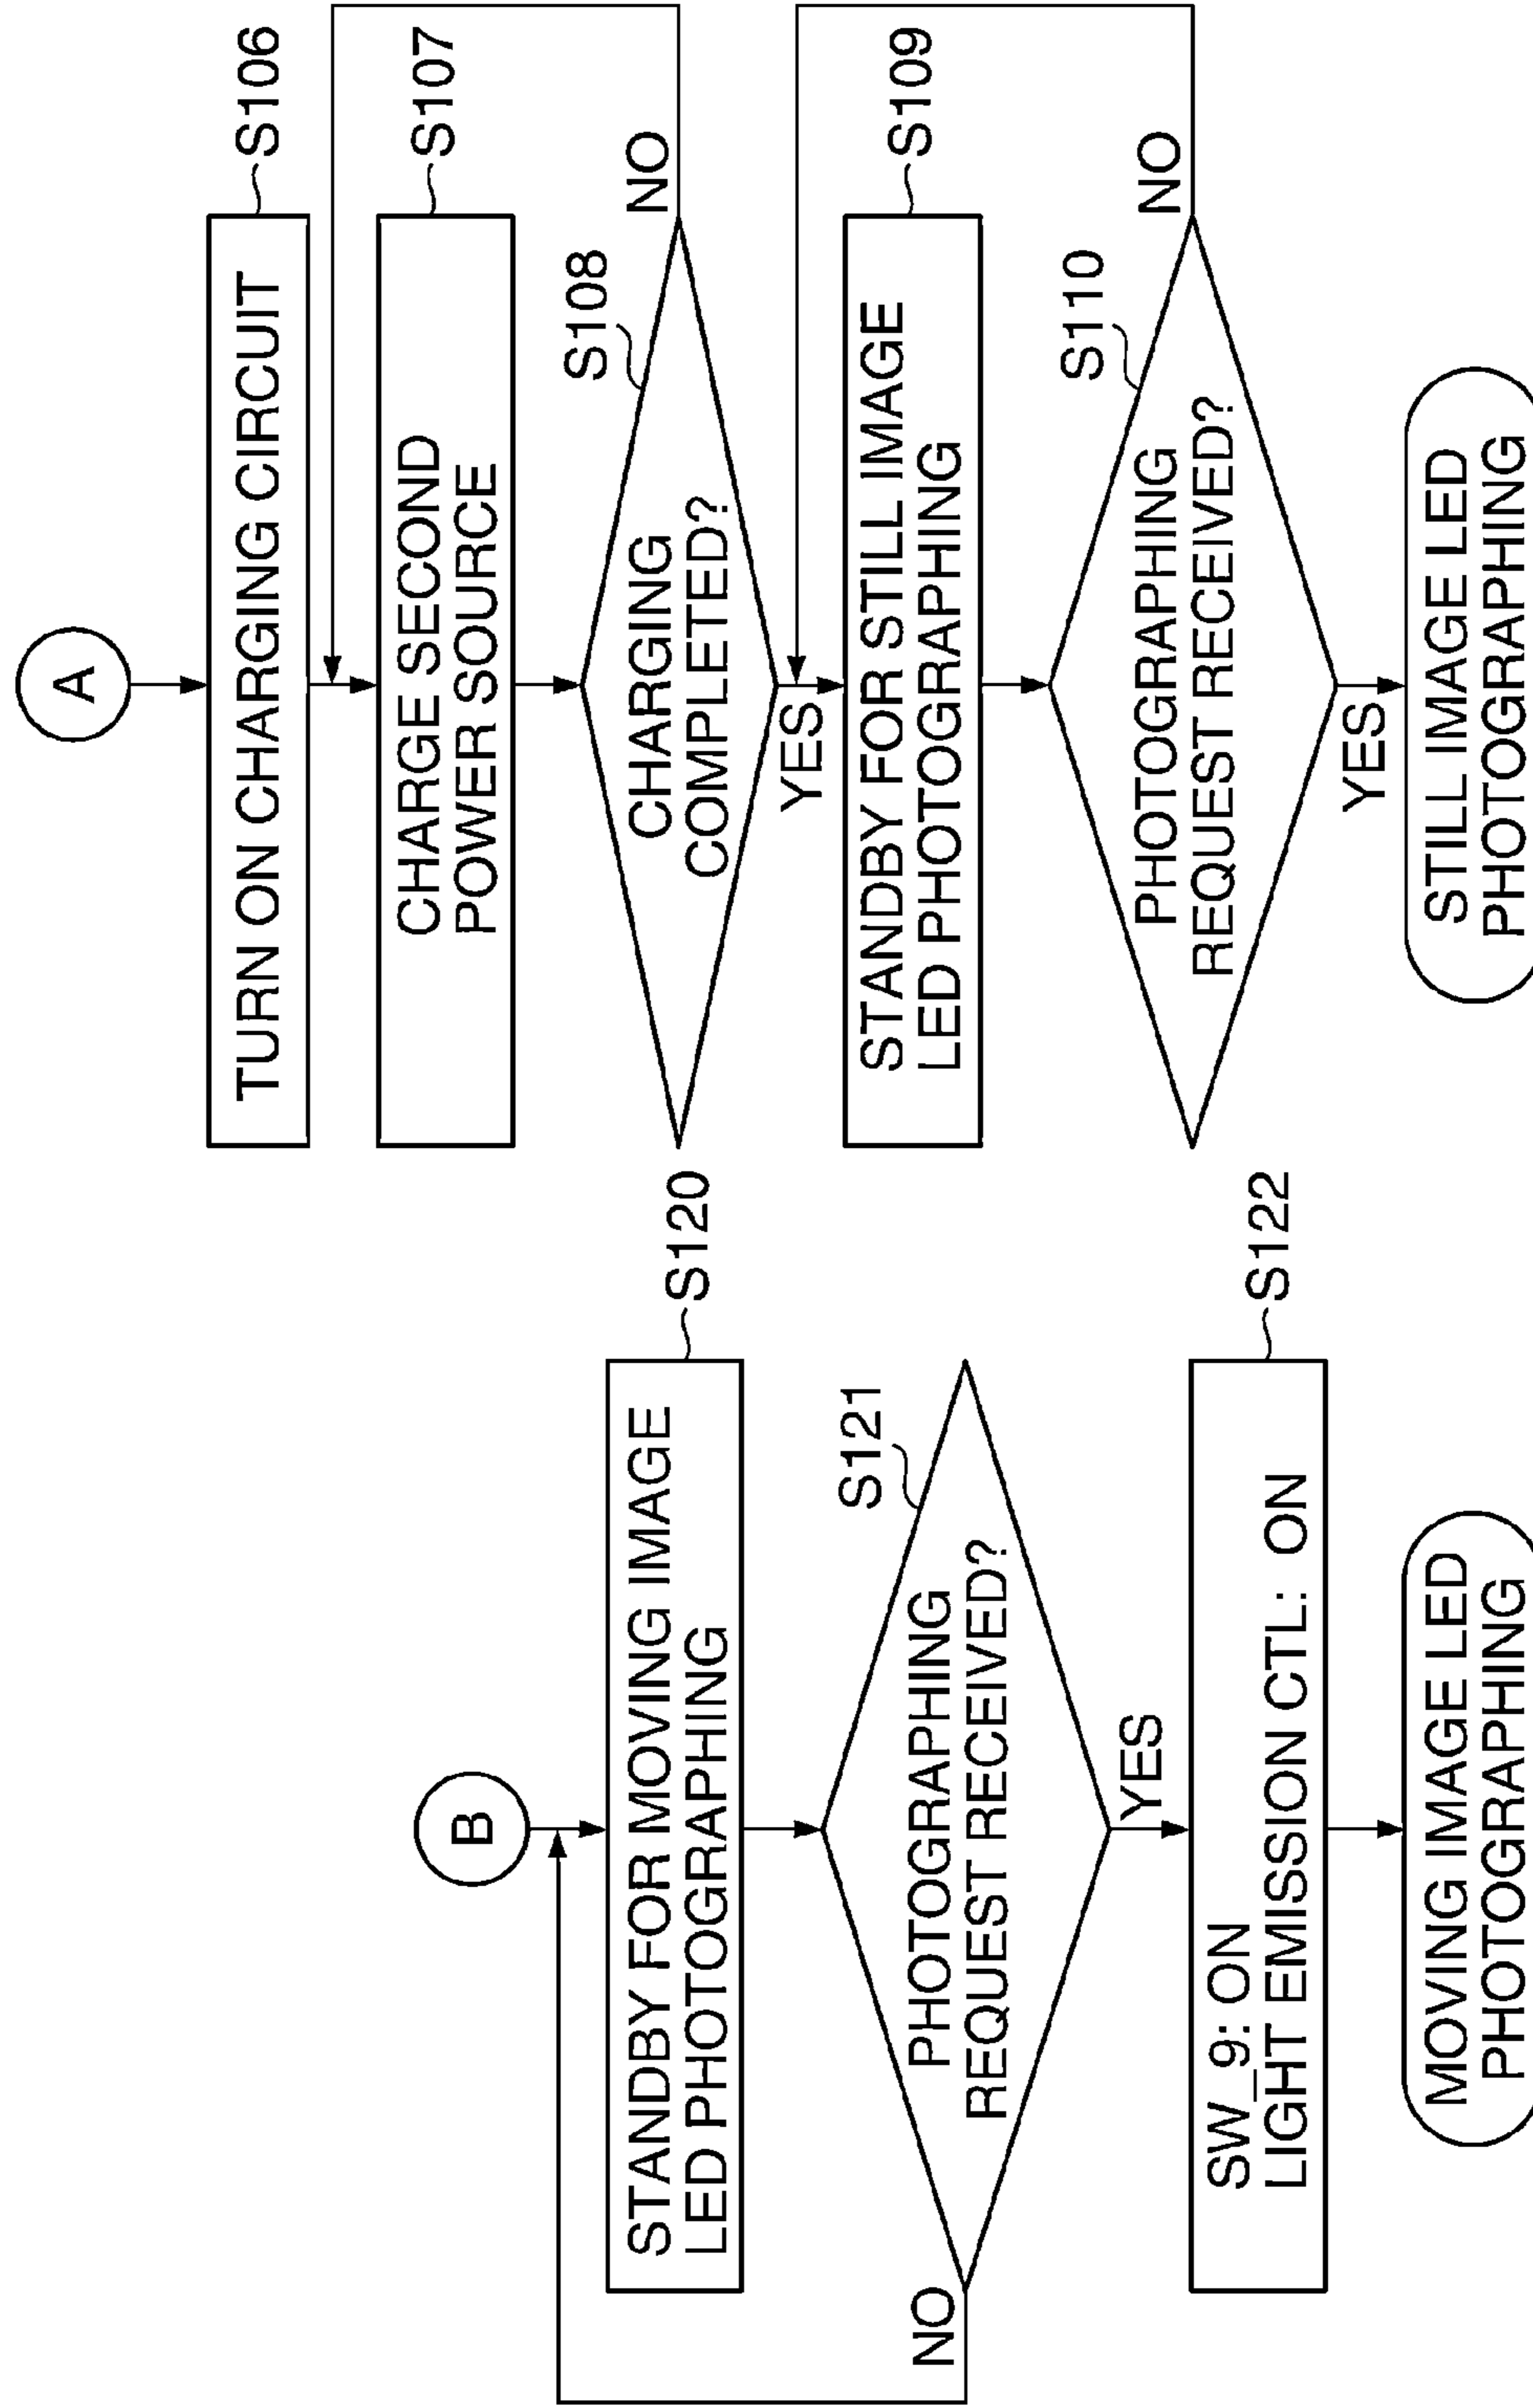 A
TURN ON CHARGING CIRCUIT
S106
CHARGE SECOND
POWER SOURCE
S107
CHARGING
COMPLETED?
S108
NO
YES
STANDBY FOR STILL IMAGE
LED PHOTOGRAPHING
S109
PHOTOGRAPHING
REQUEST RECEIVED?
S110
NO
YES
STILL IMAGE LED
PHOTOGRAPHING
B
STANDBY FOR MOVING IMAGE
LED PHOTOGRAPHING
S120
PHOTOGRAPHING
REQUEST RECEIVED?
S121
NO
YES
SW_9: ON
LIGHT EMISSION CTL: ON
S122
MOVING IMAGE LED
PHOTOGRAPHING